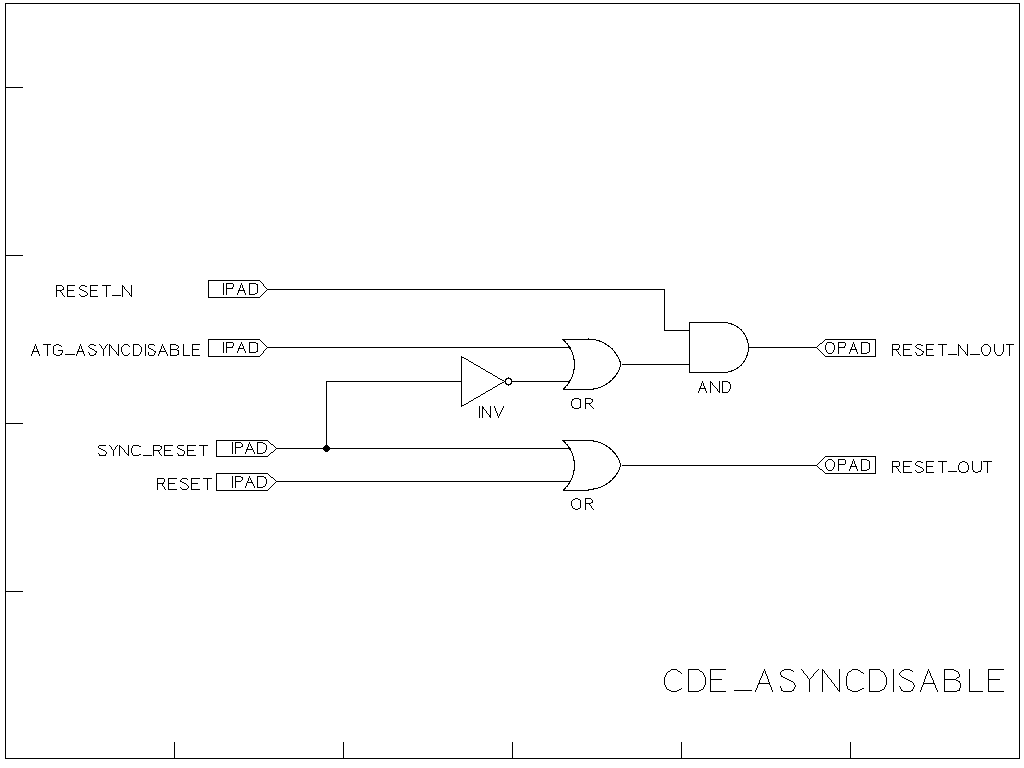 RESET_N IPAD
ATG_ASYNCDISABLE IPAD OPAD RESET_N_OUT
AND
OR
INV
SYNC_RESET IPAD
OPAD RESET_OUT
RESET IPAD
OR
CDE_ASYNCDISABLE